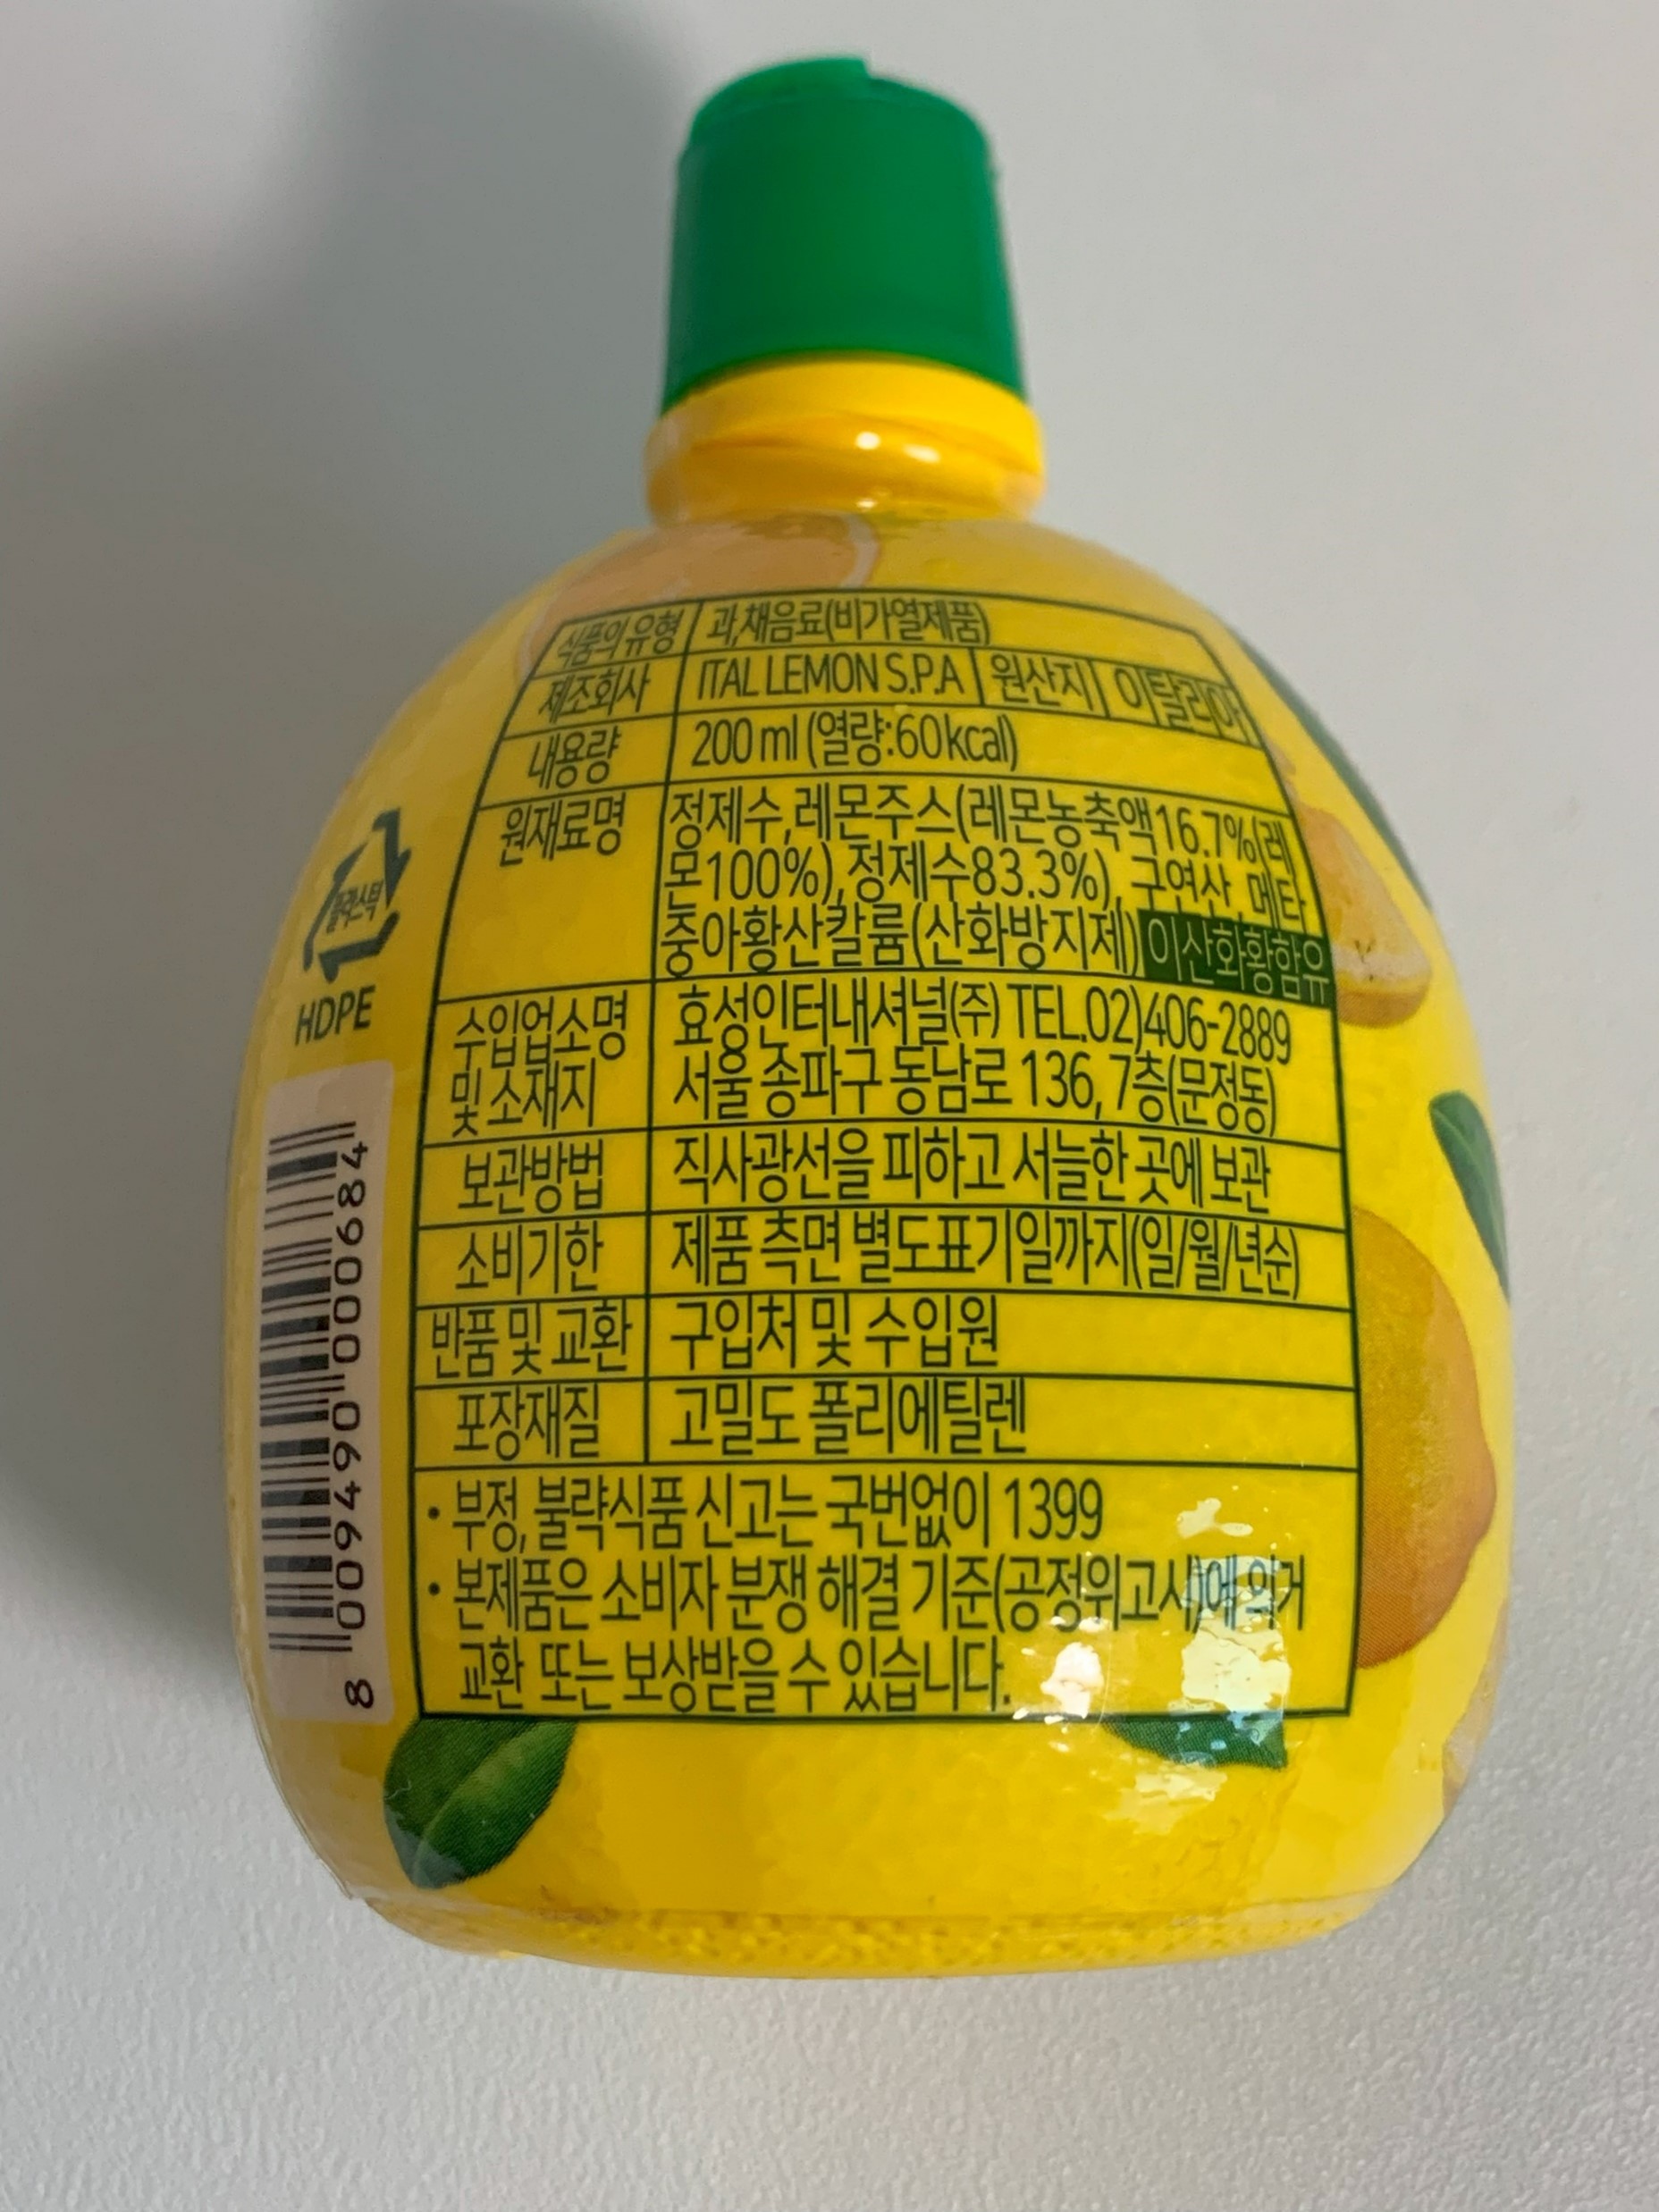 식품의 유형 과,채음료(비가열제품)
제조회사 ITAL LEMON S.P.A 원산지 이탈리아
내용량 200 ml (열량:60kcal)
원재료명 정제수,레몬주스(레몬농축액16.7%(레
몬100%),정제수83.3%), 구연산, 메타
중아황산칼륨(산화방지제) 이산화황함유
수입업소명 효성인터내셔널(주) TEL.02)406-2889
및 소재지 서울 송파구 동남로 136, 7층(문정동)
보관방법 직사광선을 피하고 서늘한 곳에 보관
소비기한 제품 측면 별도표기일까지(일/월/년순)
반품 및 교환 구입처 및 수입원
포장재질 고밀도 폴리에틸렌
• 부정, 불량식품 신고는 국번없이 1399
• 본제품은 소비자 분쟁 해결 기준(공정위고시)에 의거
교환 또는 보상받을 수 있습니다.
플라스틱
HDPE
8 009490 000684